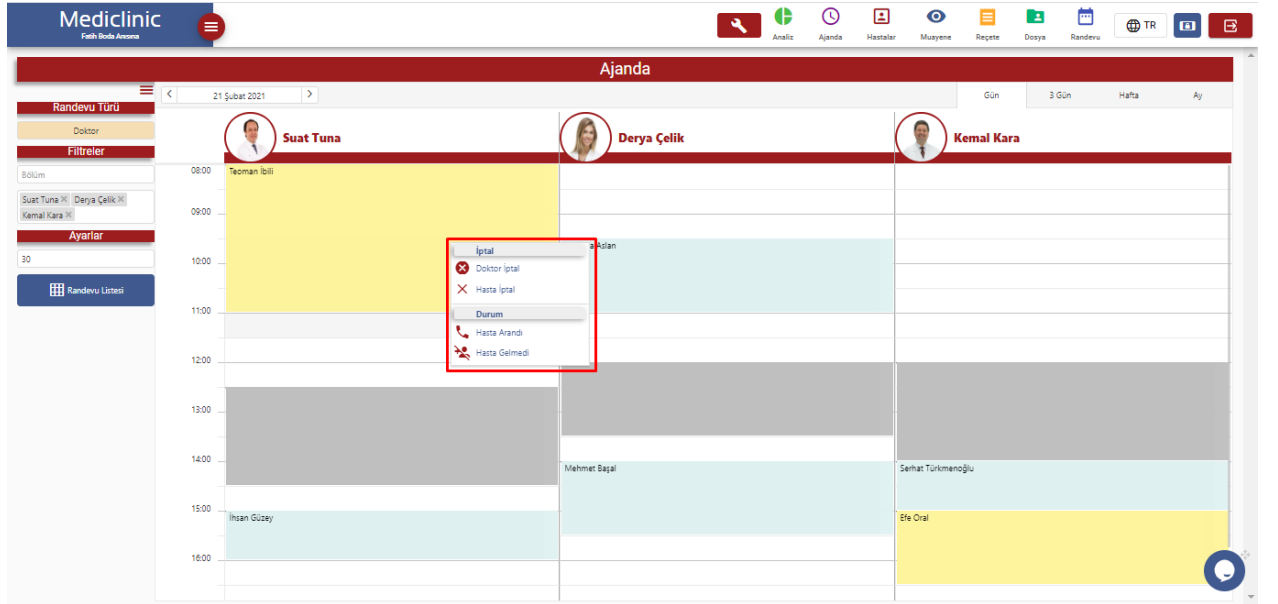 Mediclinic
Fatih Boda Anısına
Analiz
Ajanda
Hastalar
Muayene
Reçete
Dosya
Randevu
TR
Ajanda
Randevu Türü
Doktor
Filtreler
Bölüm
Suat Tuna
Derya Çelik
Kemal Kara
Ayarlar
30
Randevu Listesi
21 Şubat 2021
Gün
3 Gün
Hafta
Ay
Suat Tuna
Derya Çelik
Kemal Kara
08:00
Teoman İbili
09:00
a Aslan
10:00
11:00
İptal
Doktor İptal
Hasta İptal
Durum
Hasta Arandı
Hasta Gelmedi
12:00
13:00
14:00
Mehmet Başal
Serhat Türkmenoğlu
15:00
İhsan Güzey
Efe Oral
16:00